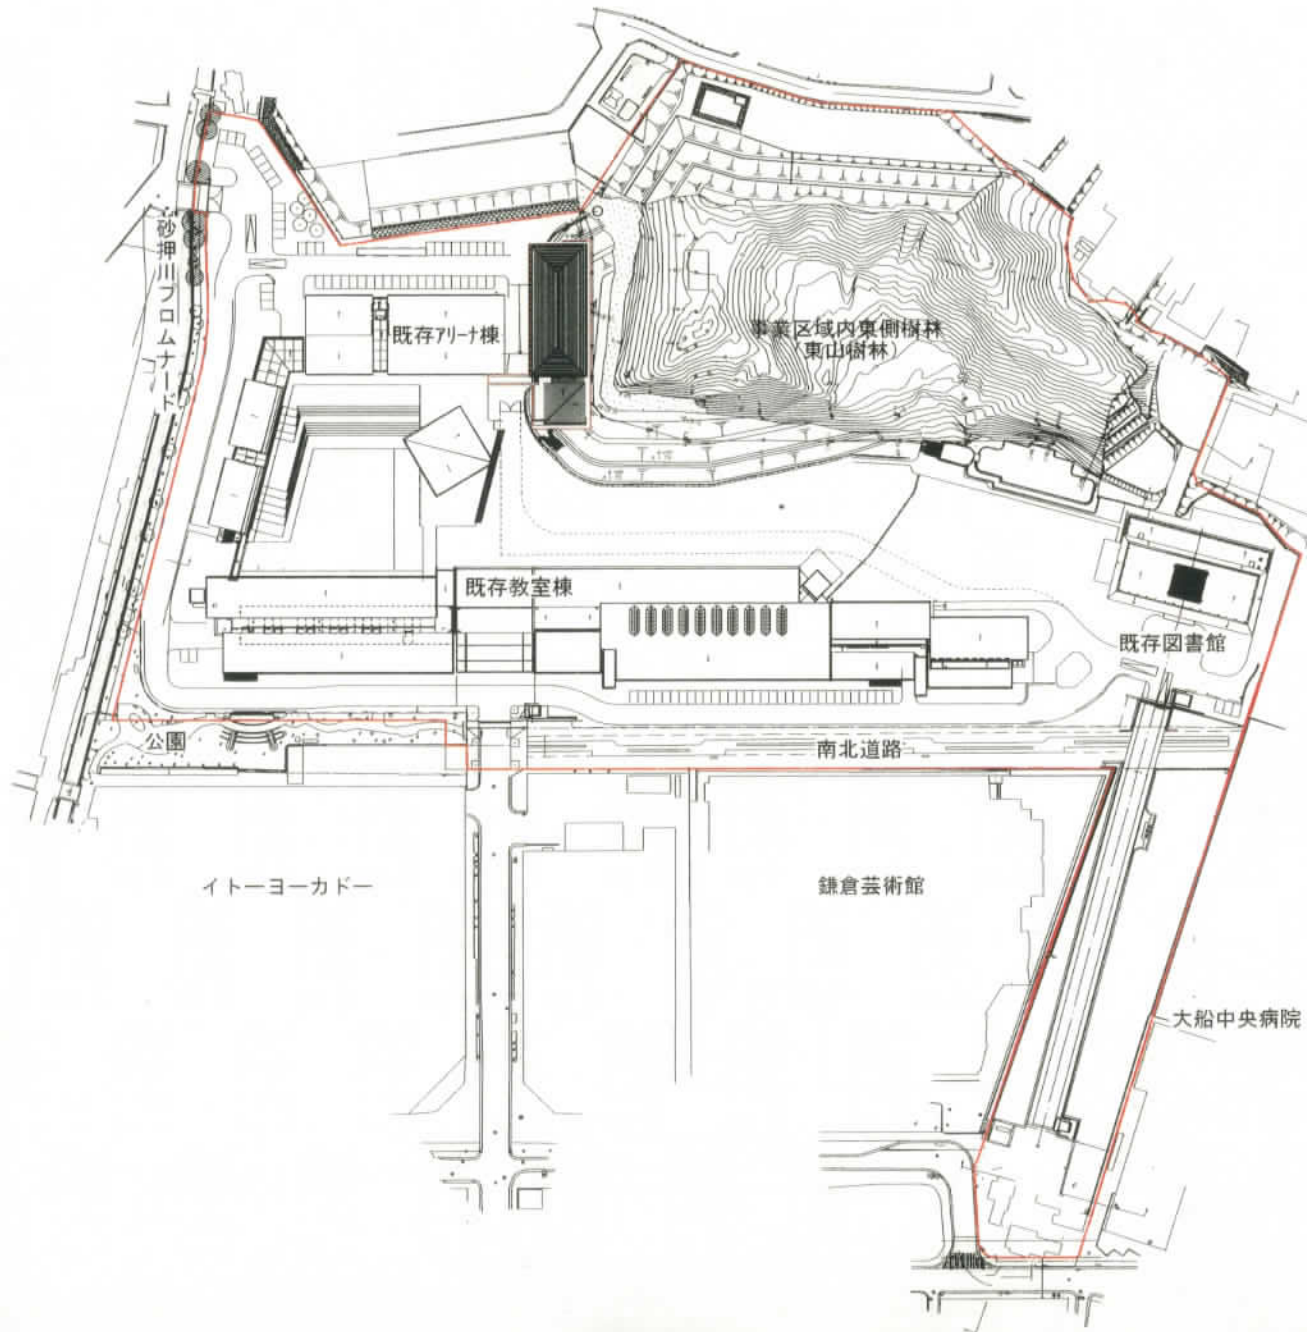 砂押川プロムナード
既存アリーナ棟
事業区域内東側樹林
（東山樹林）
既存教室棟
既存図書館
公園
南北道路
イトーヨーカドー
鎌倉芸術館
大船中央病院